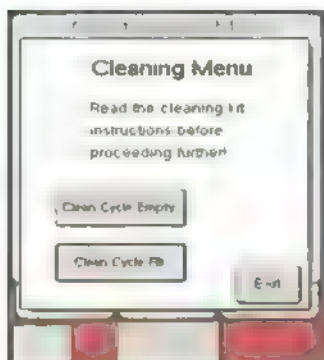 Cleaning Menu
Read the cleaning kit
instructions before
proceeding further!
Clean Cycle Empty
Clean Cycle Fill
Exit